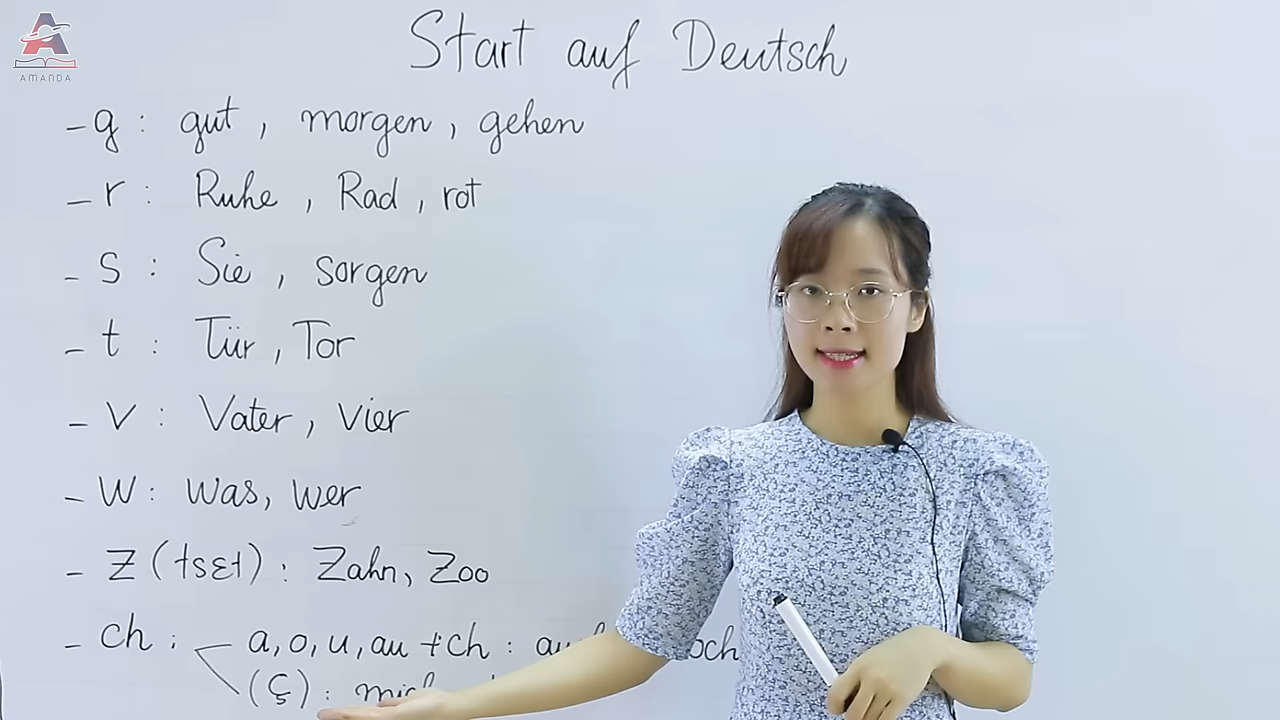 AMANDA
Start auf Deutsch
- g : gut , morgen , gehen
- r : Ruhe , Rad , rot
- s : Sie , sorgen
- t : Tür , Tor
- v : Vater , vier
- w : was, wer
- z (tsɛt) : Zahn, Zoo
- ch : a, o, u, au + ch :
(ç) :